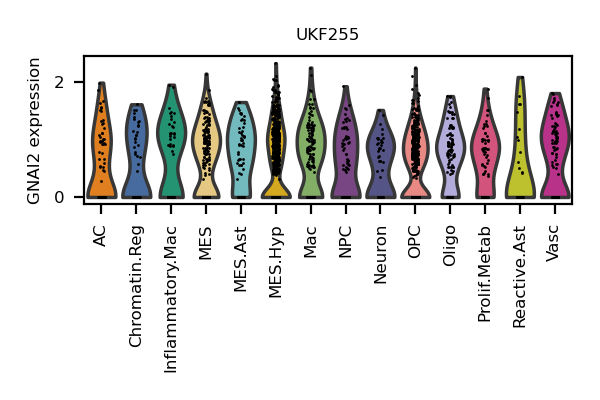 UKF255
GNAI2 expression
2
0
AC
Chromatin.Reg
Inflammatory.Mac
MES
MES.Ast
MES.Hyp
Mac
NPC
Neuron
OPC
Oligo
Prolif.Metab
Reactive.Ast
Vasc